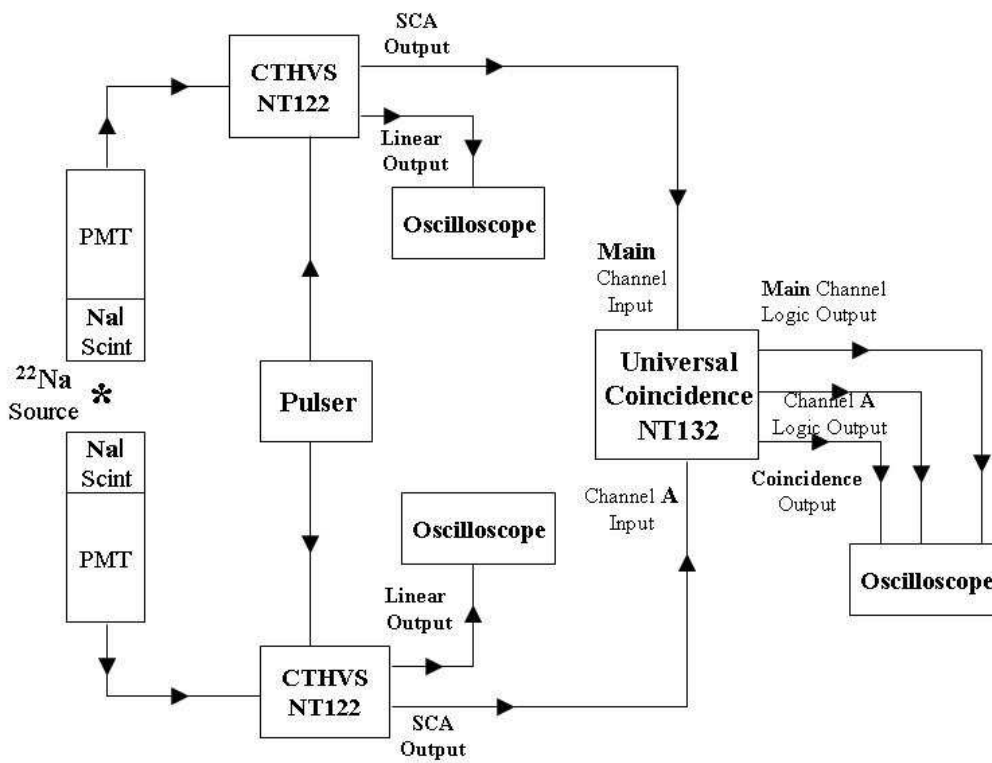 SCA
Output
CTHVS
NT122
Linear
Output
Oscilloscope
PMT
NaI
Scint
²²Na
Source
*
NaI
Scint
PMT
Pulser
Main
Channel
Input
Universal
Coincidence
NT132
Main Channel
Logic Output
Channel A
Logic Output
Coincidence
Output
Channel A
Input
Oscilloscope
Oscilloscope
Linear
Output
CTHVS
NT122
SCA
Output